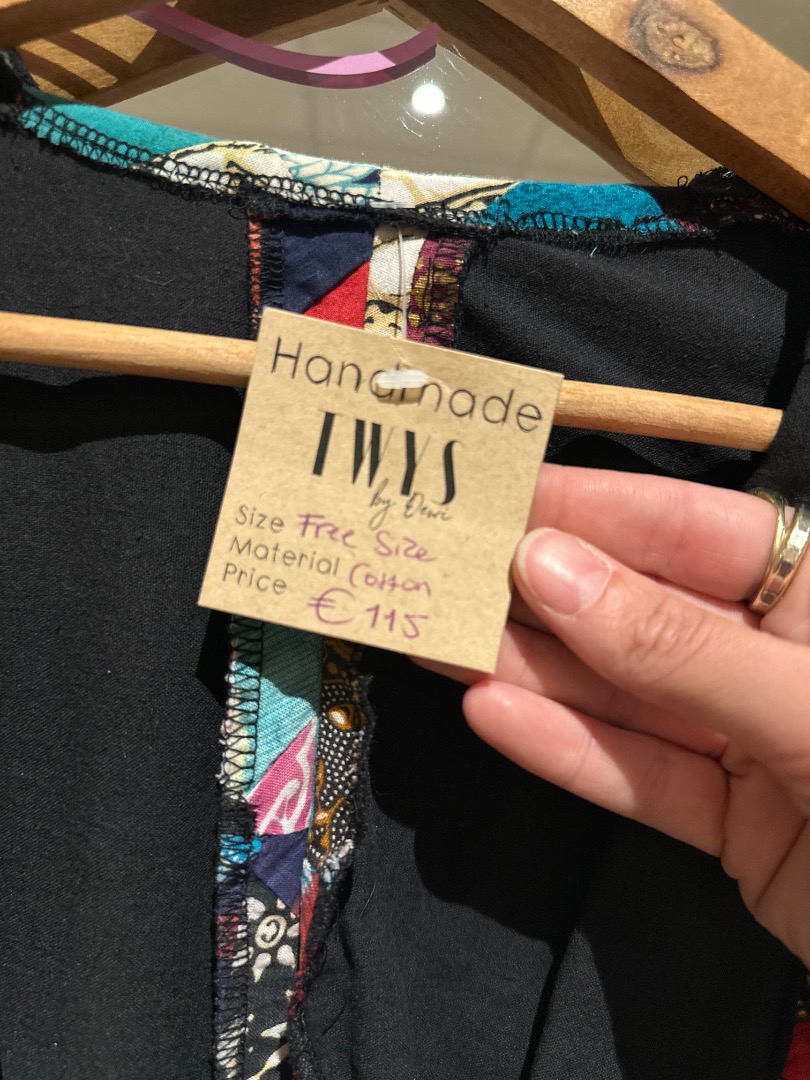 Handmade
TWYS
by Dewi
Size Free Size
Material Cotton
Price € 115